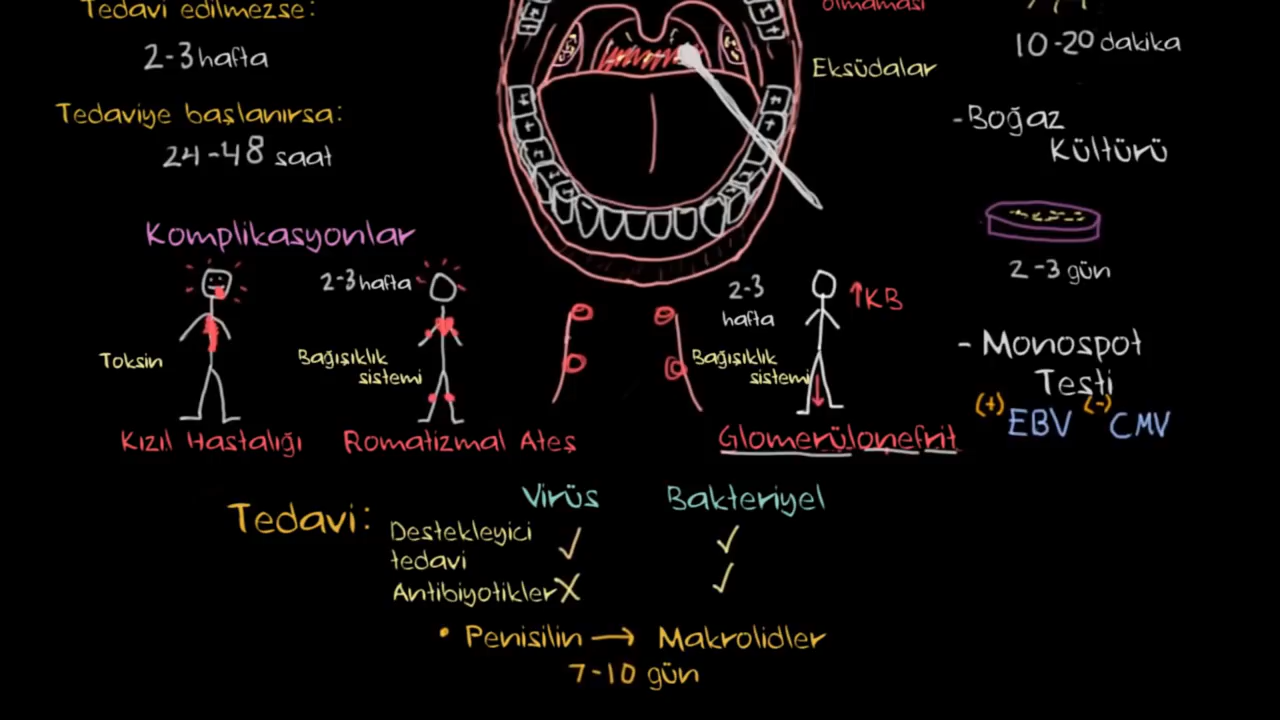 Tedavi edilmezse:
2-3 hafta
Tedaviye başlanırsa:
24-48 saat
olmaması
Eksüdalar
10-20 dakika
- Boğaz
Kültürü
2-3 gün
- Monospot
Testi
(+) EBV (-) CMV
Komplikasyonlar
Toksin
Kızıl Hastalığı
2-3 hafta
Bağışıklık
sistemi
Romatizmal Ateş
2-3
hafta
↑KB
Bağışıklık
sistemi
Glomerülonefrit
Tedavi:
Virüs Bakteriyel
Destekleyici
tedavi ✓ ✓
Antibiyotikler X ✓
• Penisilin → Makrolidler
7-10 gün